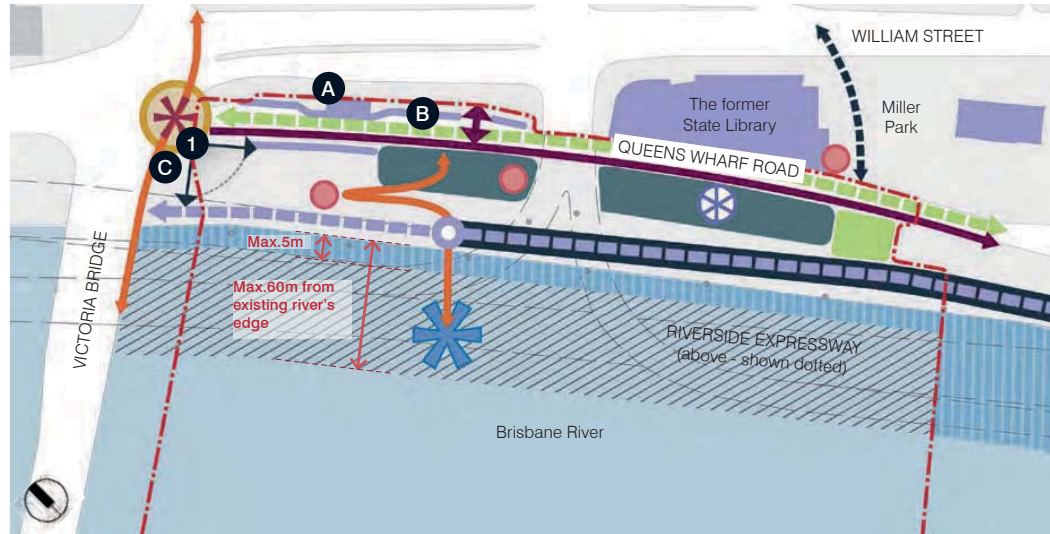 WILLIAM STREET
A
B
The former
State Library
Miller
Park
1
C
QUEENS WHARF ROAD
VICTORIA BRIDGE
Max.5m
Max.60m from
existing river's
edge
RIVERSIDE EXPRESSWAY
(above - shown dotted)
Brisbane River